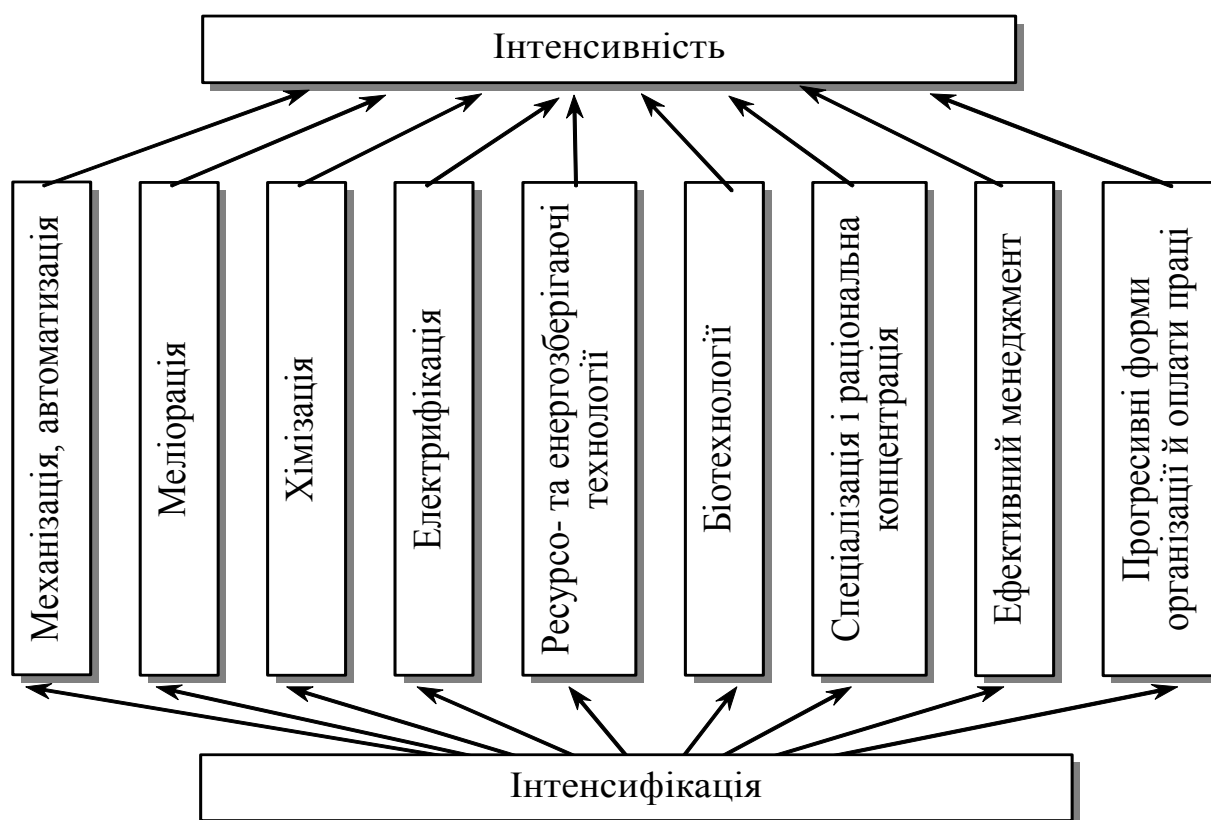 Інтенсивність
Механізація, автоматизація
Меліорація
Хімізація
Електрифікація
Ресурсо- та енергозберігаючі
технології
Біотехнології
Спеціалізація і раціональна
концентрація
Ефективний менеджмент
Прогресивні форми
організації й оплати праці
Інтенсифікація